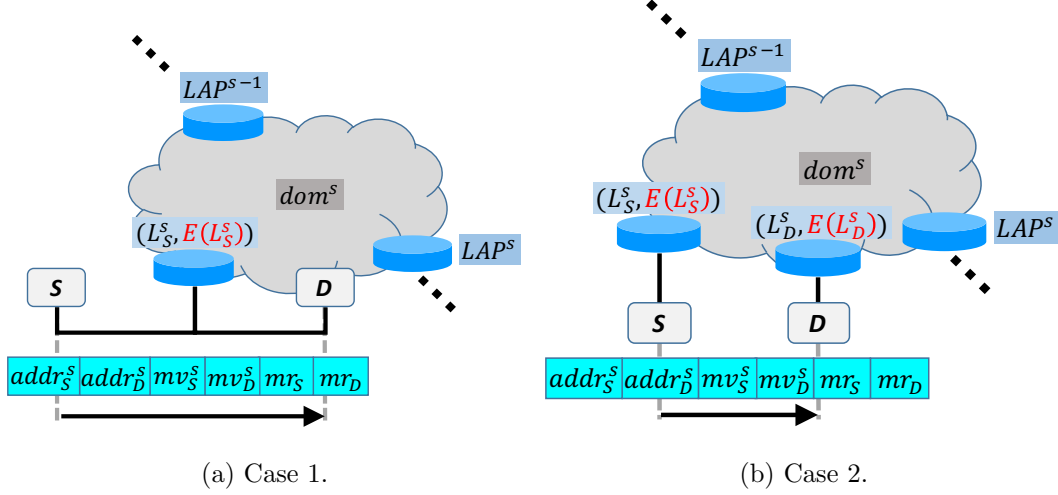 LAP^{s−1}
dom^s
(L_S^s, E(L_S^s))
LAP^s
S
D
addr_S^s addr_D^s mv_S^s mv_D^s mr_S mr_D
(a) Case 1.
LAP^{s−1}
dom^s
(L_S^s, E(L_S^s))
(L_D^s, E(L_D^s))
LAP^s
S
D
addr_S^s addr_D^s mv_S^s mv_D^s mr_S mr_D
(b) Case 2.